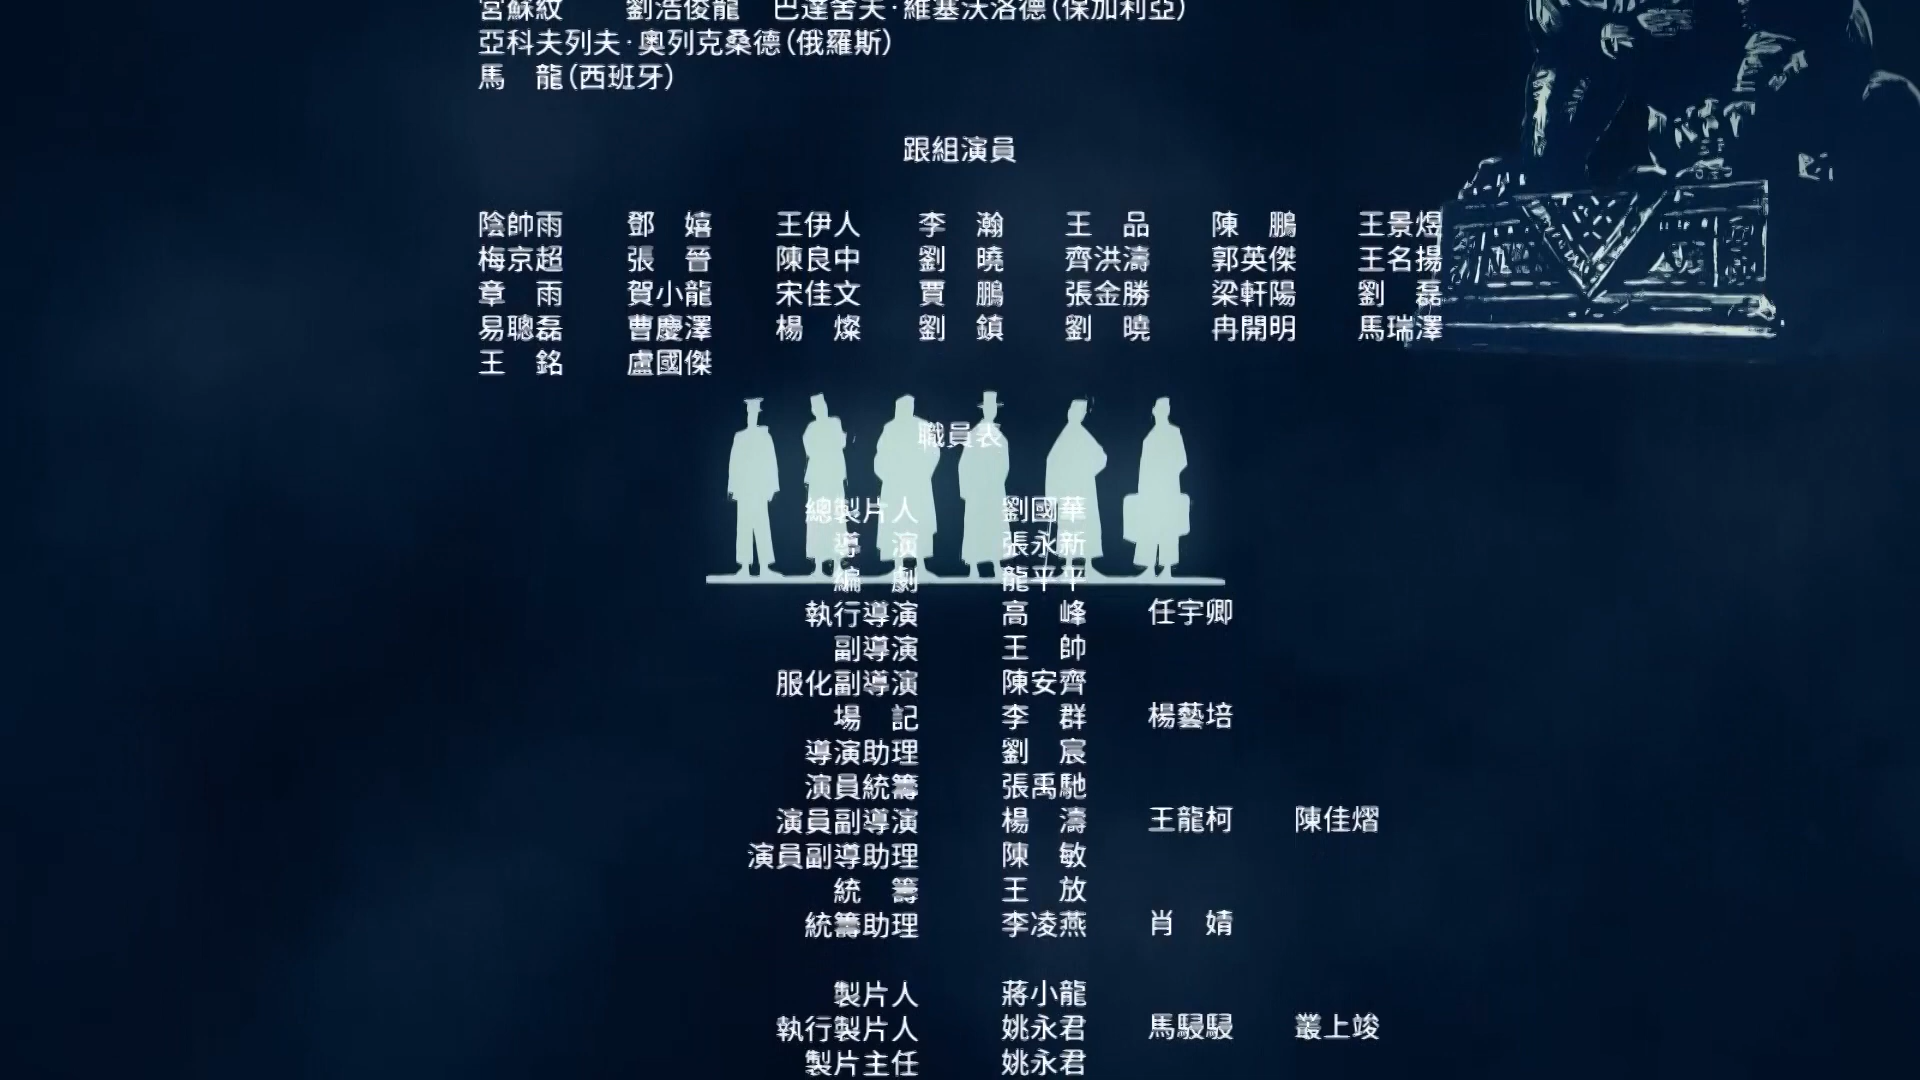 宮蘇紋 劉浩俊龍 巴達舍夫·維塞沃洛德(保加利亞)
亞科夫列夫·奧列克桑德(俄羅斯)
馬 龍(西班牙)
跟組演員
陰帥雨 鄧 嬉 王伊人 李 瀚 王 品 陳 鵬 王景煜
梅京超 張 晉 陳良中 劉 曉 齊洪濤 郭英傑 王名揚
章 雨 賀小龍 宋佳文 賈 鵬 張金勝 梁軒陽 劉 磊
易聰磊 曹慶澤 楊 燦 劉 鎮 劉 曉 冉開明 馬瑞澤
王 銘 盧國傑
職員表
總製片人 劉國華
導 演 張永新
編 劇 龍平平
執行導演 高 峰 任宇卿
副導演 王 帥
服化副導演 陳安齊
場 記 李 群 楊藝培
導演助理 劉 宸
演員統籌 張禹馳
演員副導演 楊 濤 王龍柯 陳佳熠
演員副導助理 陳 敏
統 籌 王 放
統籌助理 李凌燕 肖 婧
製片人 蔣小龍
執行製片人 姚永君 馬駸駸 叢上竣
製片主任 姚永君